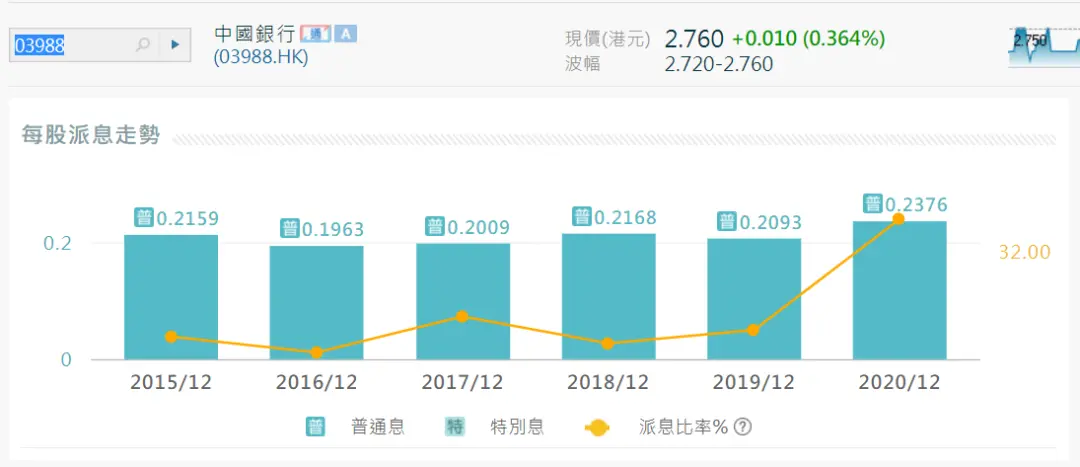 03988
中國銀行 通 A
(03988.HK)
現價(港元) 2.760 +0.010 (0.364%)
波幅 2.720-2.760
2.750
每股派息走勢
普0.2159
普0.1963
普0.2009
普0.2168
普0.2093
普0.2376
0.2
32.00
0
2015/12 2016/12 2017/12 2018/12 2019/12 2020/12
普 普通息 特 特別息 派息比率% ?